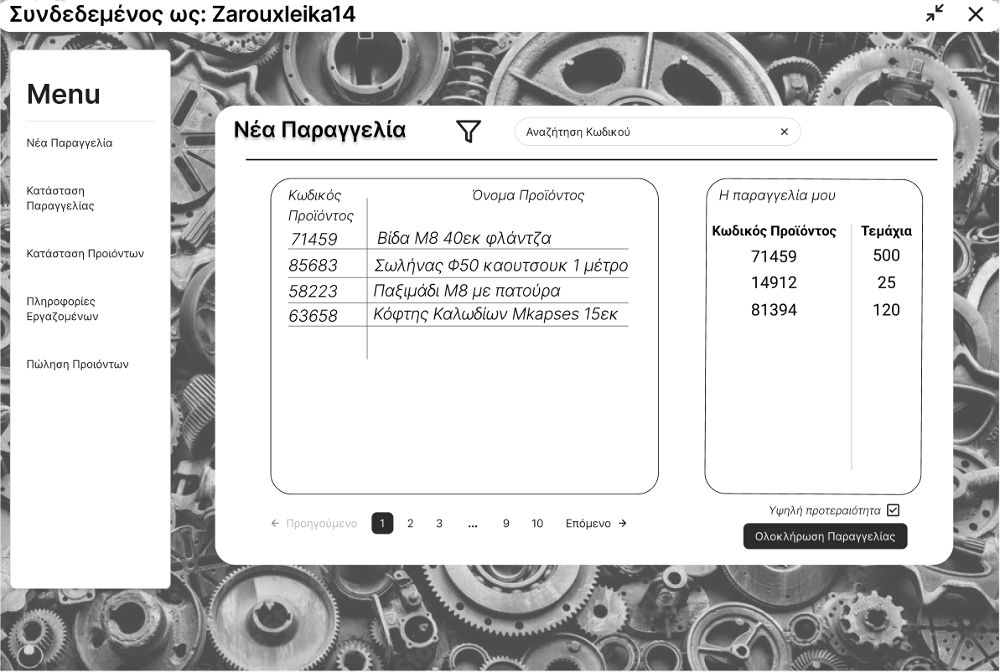 Συνδεδεμένος ως: Zarouxleika14
Menu
Νέα Παραγγελία
Κατάσταση
Παραγγελίας
Κατάσταση Προιόντων
Πληροφορίες
Εργαζομένων
Πώληση Προιόντων
Νέα Παραγγελία
Αναζήτηση Κωδικού
Κωδικός Προϊόντος
Όνομα Προϊόντος
71459 Βίδα M8 40εκ φλάντζα
85683 Σωλήνας Φ50 καουτσουκ 1 μέτρο
58223 Παξιμάδι M8 με πατούρα
63658 Κόφτης Καλωδίων Mkapses 15εκ
← Προηγούμενο 1 2 3 ... 9 10 Επόμενο →
Η παραγγελία μου
Κωδικός Προϊόντος Τεμάχια
71459 500
14912 25
81394 120
Υψηλή προτεραιότητα
Ολοκλήρωση Παραγγελίας